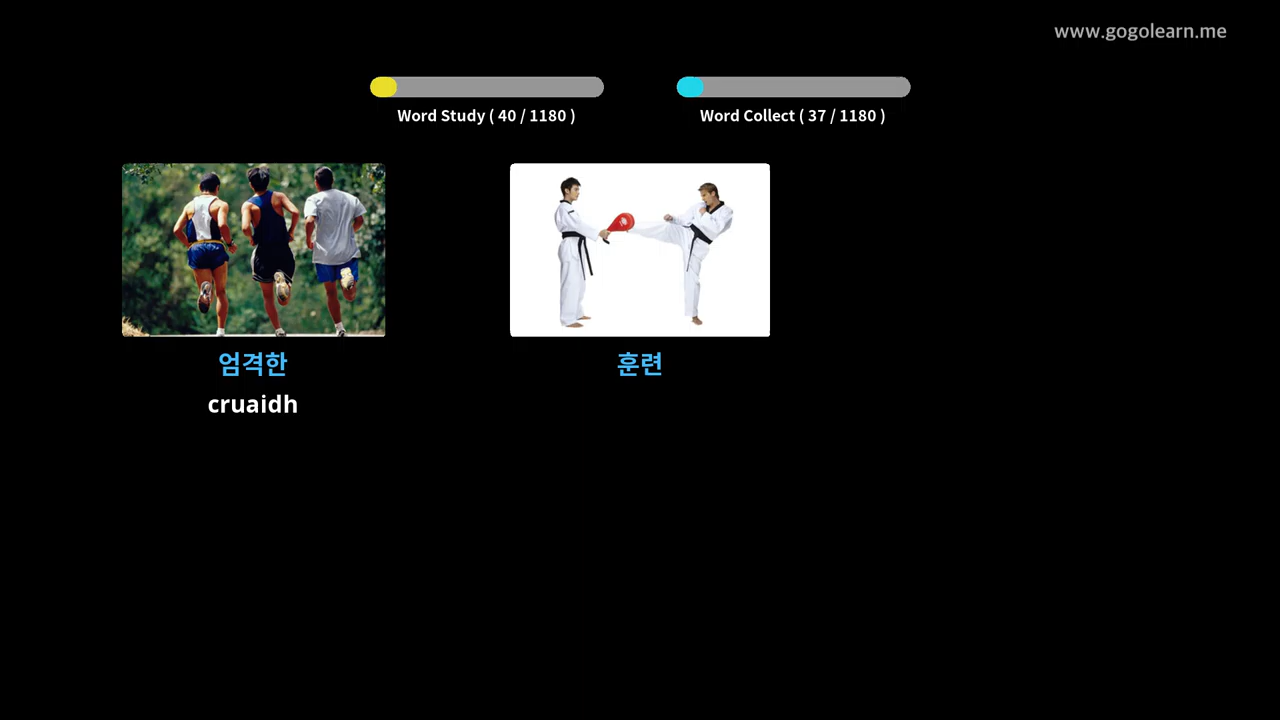 www.gogolearn.me
Word Study ( 40 / 1180 )
Word Collect ( 37 / 1180 )
엄격한
훈련
cruaidh